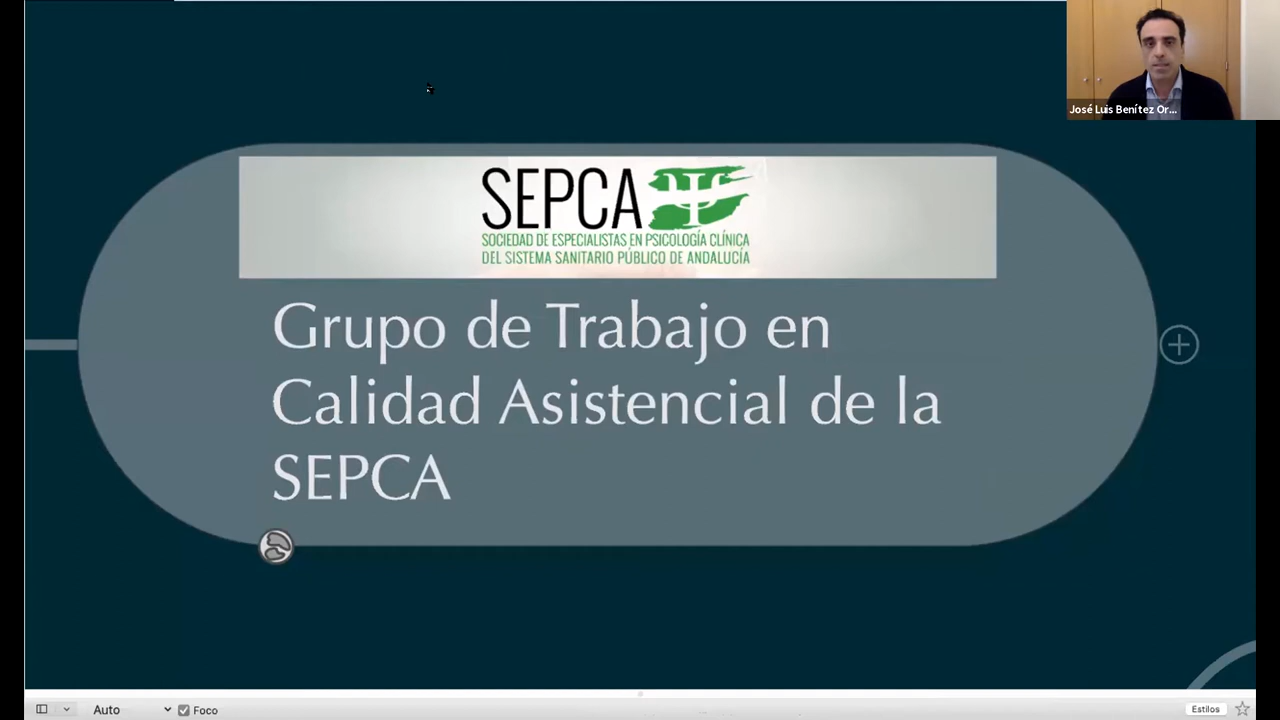 José Luis Benítez Or...
SEPCA
SOCIEDAD DE ESPECIALISTAS EN PSICOLOGÍA CLÍNICA
DEL SISTEMA SANITARIO PÚBLICO DE ANDALUCÍA
Grupo de Trabajo en
Calidad Asistencial de la
SEPCA
Auto
Foco
Estilos